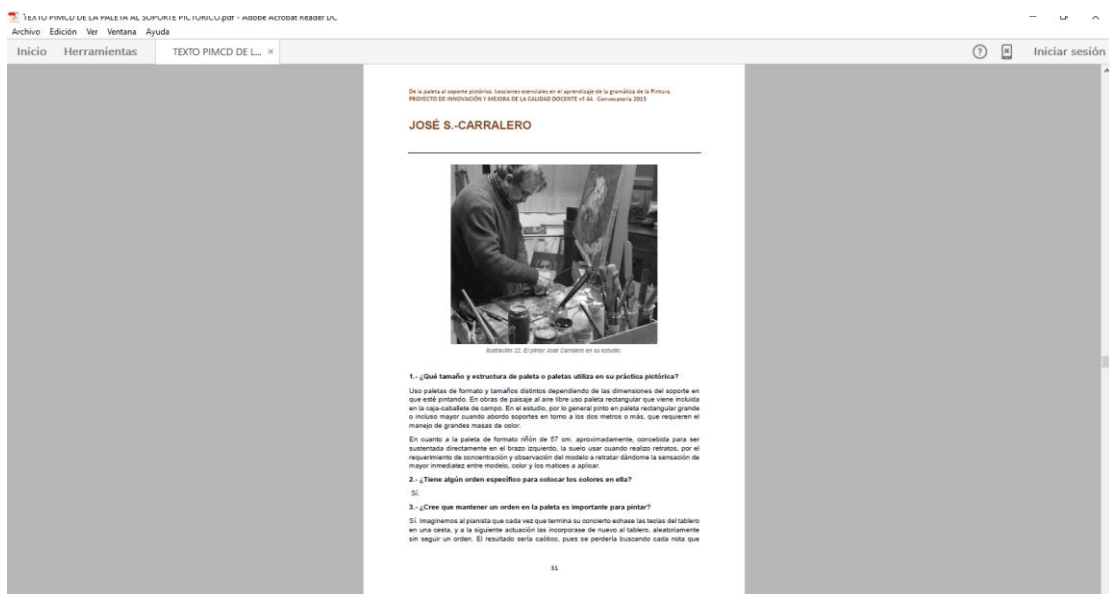 TEXTO PIMCD DE LA PALETA AL SOPORTE PICTÓRICO.pdf - Adobe Acrobat Reader DC
Archivo Edición Ver Ventana Ayuda
Inicio Herramientas TEXTO PIMCD DE L... × Iniciar sesión
De la paleta al soporte pictórico. Lecciones esenciales en el aprendizaje de la gramática de la Pintura.
PROYECTO DE INNOVACIÓN Y MEJORA DE LA CALIDAD DOCENTE nº 44. Convocatoria 2015
JOSÉ S.-CARRALERO
Ilustración 22. El pintor José Carralero en su estudio.
1.- ¿Qué tamaño y estructura de paleta o paletas utiliza en su práctica pictórica?
Uso paletas de formato y tamaños distintos dependiendo de las dimensiones del soporte en
que esté pintando. En obras de paisaje al aire libre uso paleta rectangular que viene incluida
en la caja-caballete de campo. En el estudio, por lo general pinto en paleta rectangular grande
o incluso mayor cuando abordo soportes en torno a los dos metros o más, que requieren el
manejo de grandes masas de color.
En cuanto a la paleta de formato riñón de 57 cm. aproximadamente, concebida para ser
sustentada directamente en el brazo izquierdo, la suelo usar cuando realizo retratos, por el
requerimiento de concentración y observación del modelo a retratar dándome la sensación de
mayor inmediatez entre modelo, color y los matices a aplicar.
2.- ¿Tiene algún orden específico para colocar los colores en ella?
Sí.
3.- ¿Cree que mantener un orden en la paleta es importante para pintar?
Sí. Imaginemos al pianista que cada vez que termina su concierto echase las teclas del tablero
en una cesta, y a la siguiente actuación las incorporase de nuevo al tablero, aleatoriamente
sin seguir un orden. El resultado sería caótico, pues se perdería buscando cada nota que
31